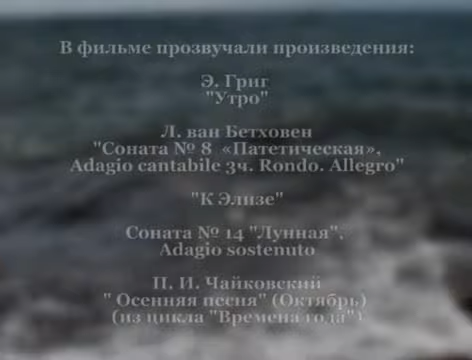 В фильме прозвучали произведения:
Э. Григ
"Утро"
Л. ван Бетховен
"Соната № 8 «Патетическая»,
Adagio cantabile 3ч. Rondo. Allegro"
"К Элизе"
Соната № 14 "Лунная",
Adagio sostenuto
П. И. Чайковский
" Осенняя песня" (Октябрь)
(из цикла "Времена года")